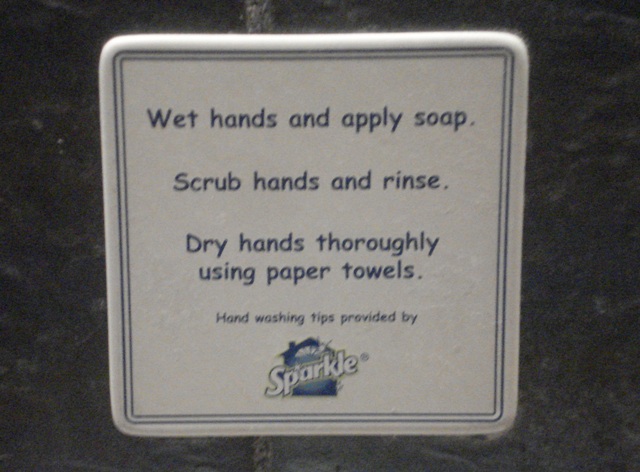 Wet hands and apply soap.
Scrub hands and rinse.
Dry hands thoroughly
using paper towels.
Hand washing tips provided by
Sparkle®